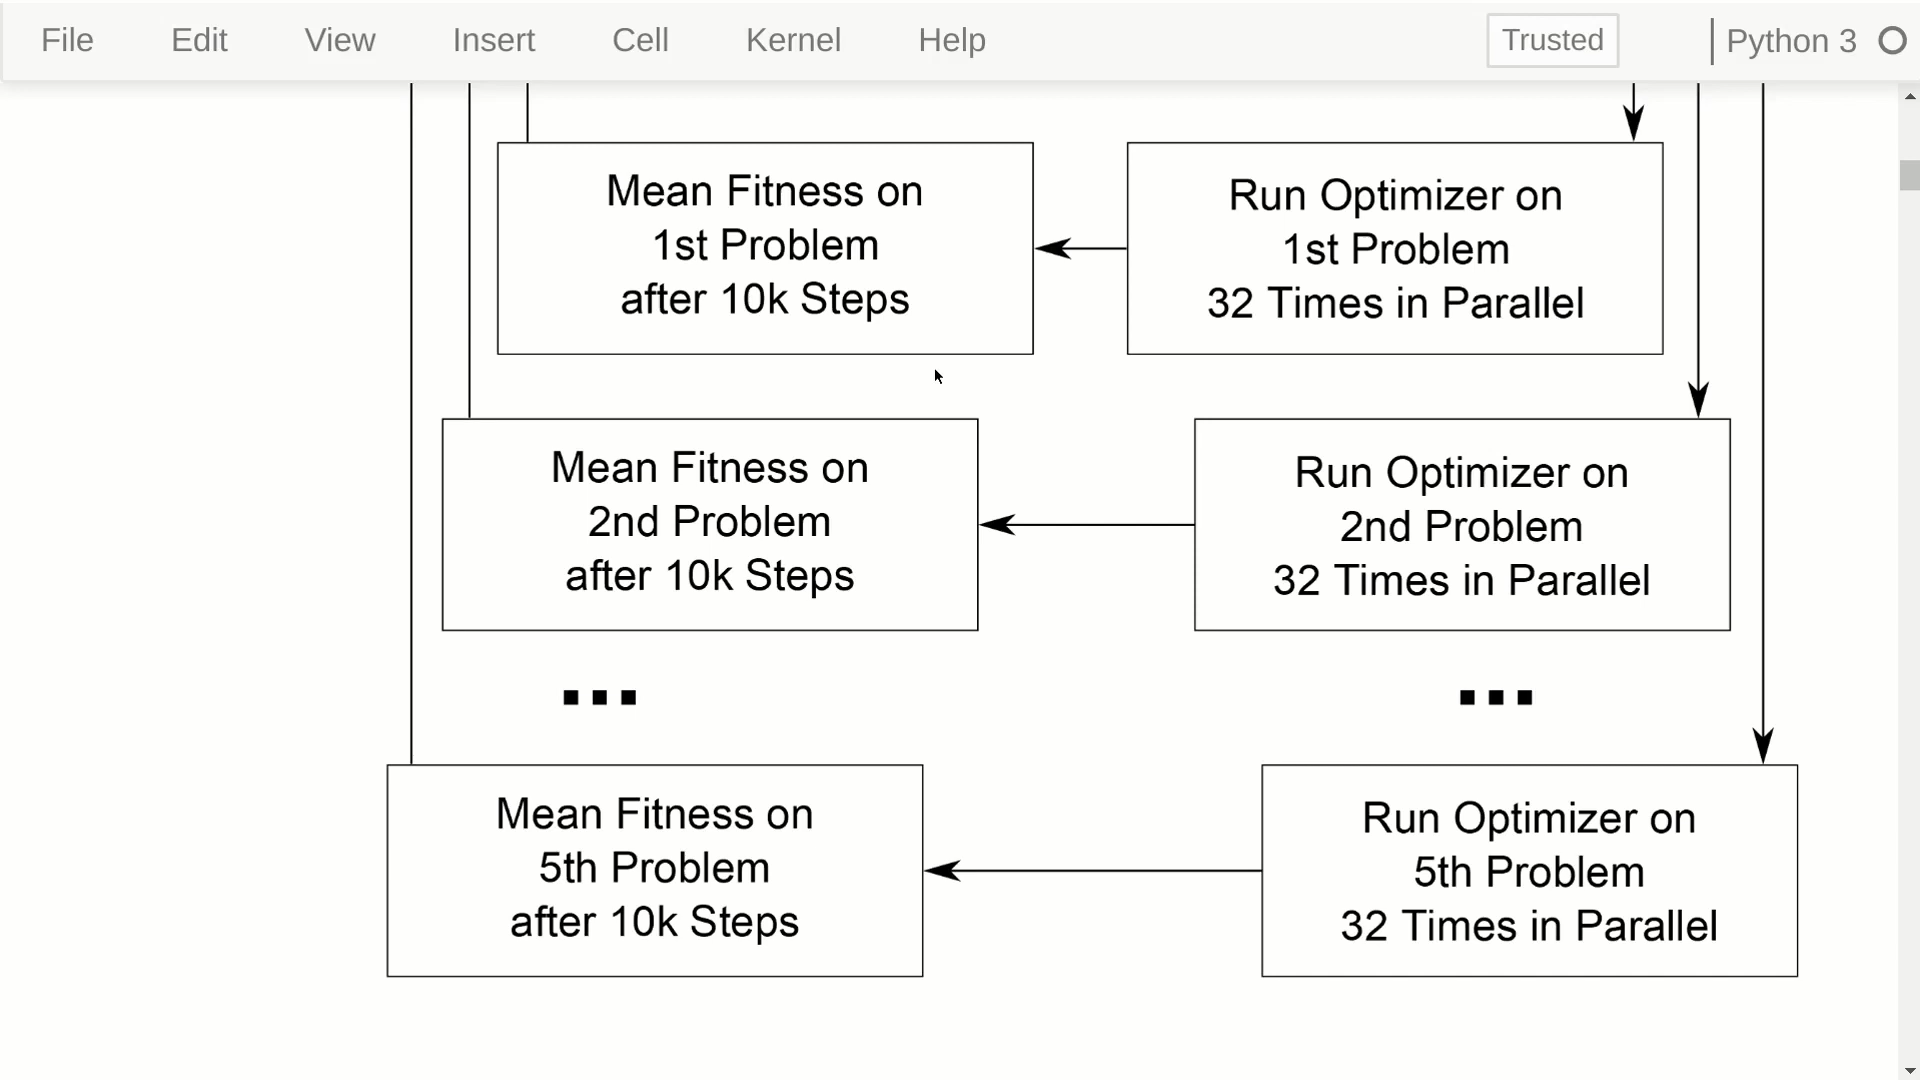 File Edit View Insert Cell Kernel Help Trusted Python 3
Mean Fitness on
1st Problem
after 10k Steps
Run Optimizer on
1st Problem
32 Times in Parallel
Mean Fitness on
2nd Problem
after 10k Steps
Run Optimizer on
2nd Problem
32 Times in Parallel
... ...
Mean Fitness on
5th Problem
after 10k Steps
Run Optimizer on
5th Problem
32 Times in Parallel